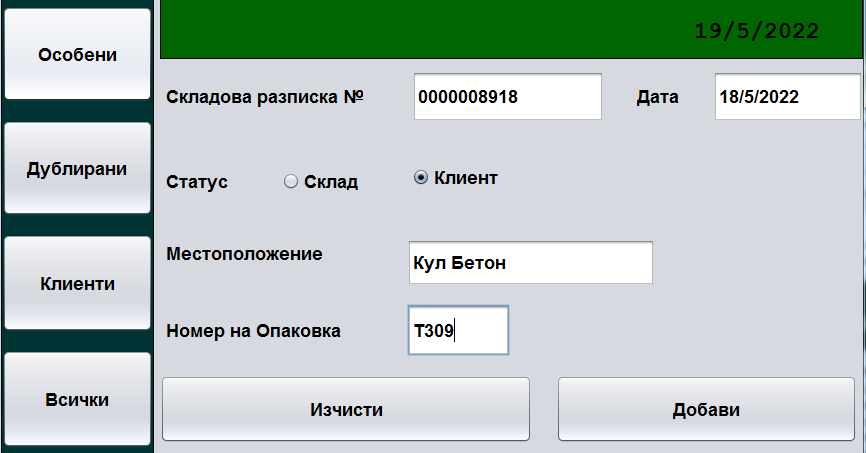 Особени
Дублирани
Клиенти
Всички
19/5/2022
Складова разписка № 0000008918 Дата 18/5/2022
Статус Склад Клиент
Местоположение Кул Бетон
Номер на Опаковка Т309
Изчисти Добави